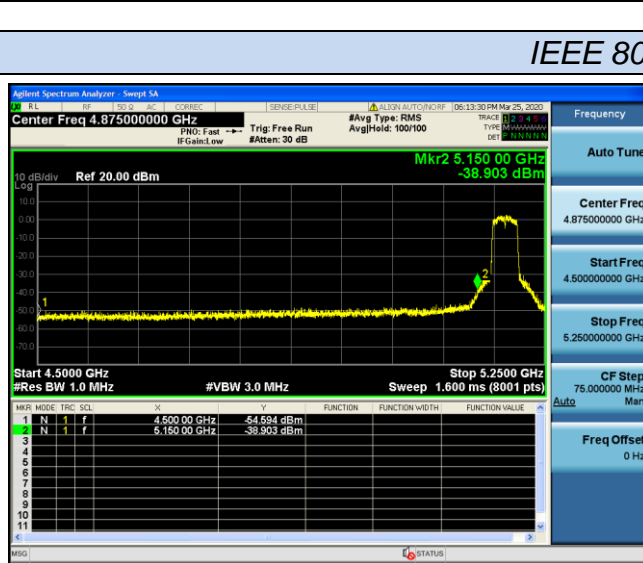 IEEE 80
Agilent Spectrum Analyzer - Swept SA
RL RF 50 Ω AC CORREC SENSE:PULSE ALIGN AUTO/NO RF 06:13:30 PM Mar 25, 2020
Center Freq 4.875000000 GHz
PNO: Fast
IFGain:Low
Trig: Free Run
#Atten: 30 dB
#Avg Type: RMS
Avg|Hold: 100/100
TRACE 1 2 3 4 5 6
TYPE
DET P N N N N N
Mkr2 5.150 00 GHz
-38.903 dBm
10 dB/div Ref 20.00 dBm
Log
10.0
0.00
-10.0
-20.0
-30.0
-40.0
-50.0
-60.0
-70.0
1
2
Start 4.5000 GHz Stop 5.2500 GHz
#Res BW 1.0 MHz #VBW 3.0 MHz Sweep 1.600 ms (8001 pts)
MKR MODE TRC SCL X Y FUNCTION FUNCTION WIDTH FUNCTION VALUE
1 N 1 f 4.500 00 GHz -54.594 dBm
2 N 1 f 5.150 00 GHz -38.903 dBm
3
4
5
6
7
8
9
10
11
MSG STATUS
Frequency
Auto Tune
Center Freq
4.875000000 GHz
Start Freq
4.500000000 GHz
Stop Freq
5.250000000 GHz
CF Step
75.000000 MHz
Auto Man
Freq Offset
0 Hz